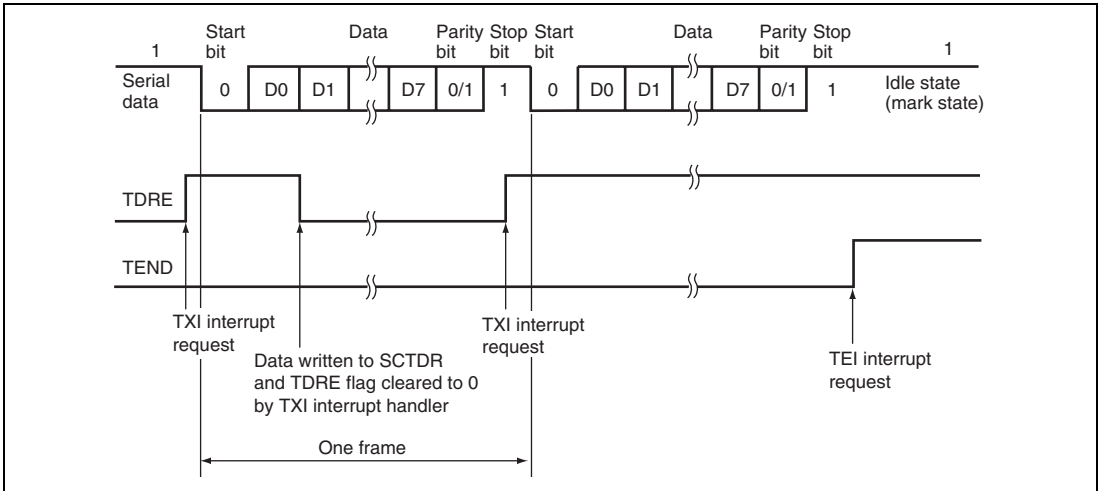 Start bit Data Parity bit Stop bit Start bit Data Parity bit Stop bit
1 1
Serial data 0 D0 D1 D7 0/1 1 0 D0 D1 D7 0/1 1 Idle state (mark state)
TDRE
TEND
TXI interrupt request
Data written to SCTDR
and TDRE flag cleared to 0
by TXI interrupt handler
TXI interrupt request
TEI interrupt request
One frame